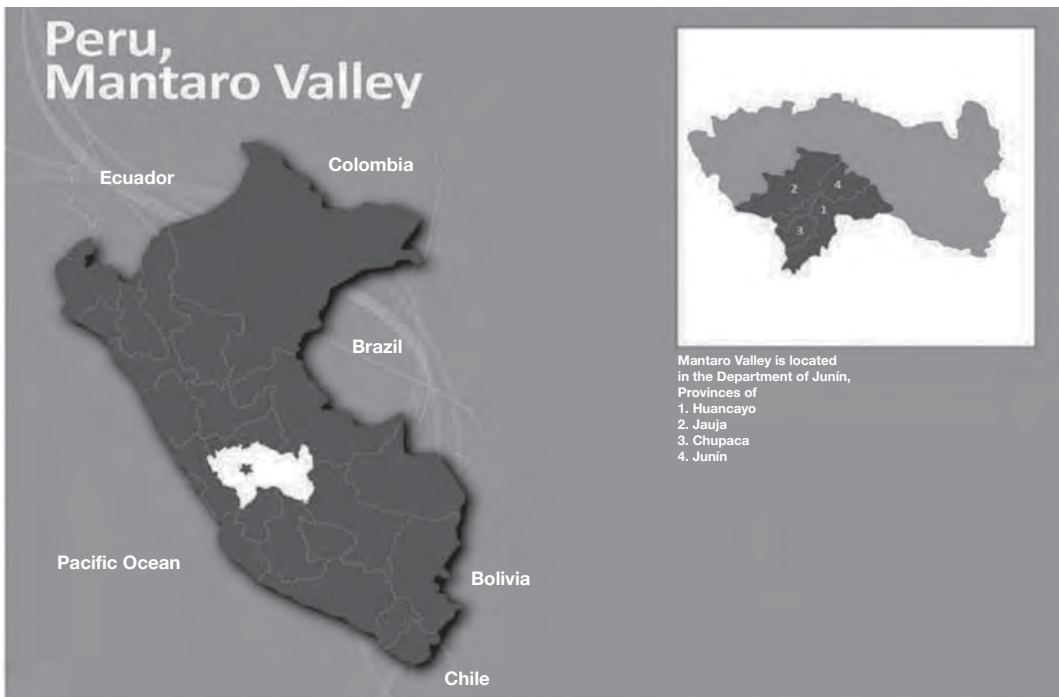 Peru,
Mantaro Valley
Ecuador
Colombia
Brazil
Pacific Ocean
Bolivia
Chile
2
4
1
3
Mantaro Valley is located
in the Department of Junín,
Provinces of
1. Huancayo
2. Jauja
3. Chupaca
4. Junín